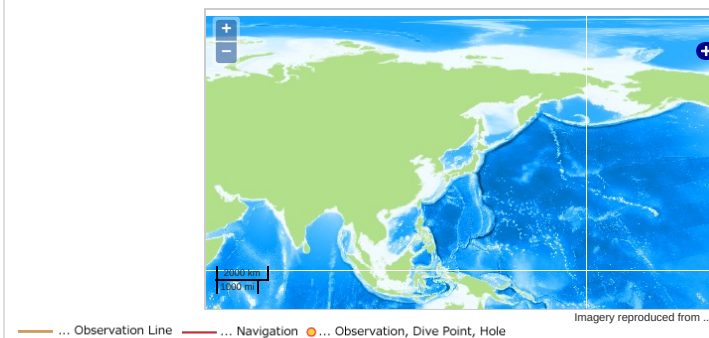 +
−
+
2000 km
1000 mi
Imagery reproduced from ..
... Observation Line ... Navigation ... Observation, Dive Point, Hole